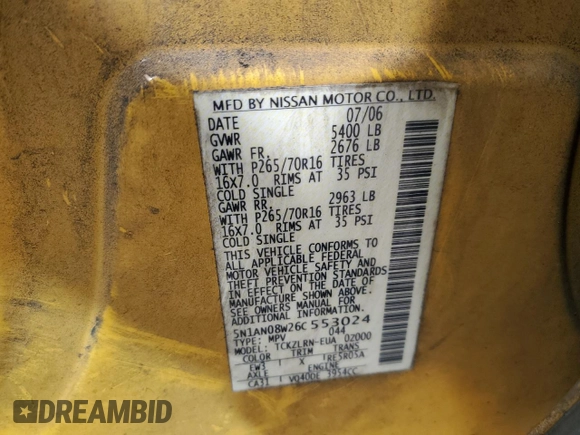 MFD BY NISSAN MOTOR CO., LTD.
DATE 07/06
GVWR 5400 LB
GAWR FR. 2676 LB
WITH P265/70R16 TIRES
16X7.0 RIMS AT 35 PSI
COLD SINGLE
GAWR RR. 2963 LB
WITH P265/70R16 TIRES
16X7.0 RIMS AT 35 PSI
COLD SINGLE
THIS VEHICLE CONFORMS TO
ALL APPLICABLE FEDERAL
MOTOR VEHICLE SAFETY AND
THEFT PREVENTION STANDARDS
IN EFFECT ON THE DATE OF
MANUFACTURE SHOWN ABOVE.
SEE OWNERS MANUAL FOR
ADDITIONAL INFORMATION.
5N1AN08W26C553024
TYPE: MPV 044
MODEL: TCKZLRN-EUA 02000
COLOR TRIM TRANS
EW3 X TRE5R05A
AXLE ENGINE
CA31 VQ40DE 3954CC
DREAMBID